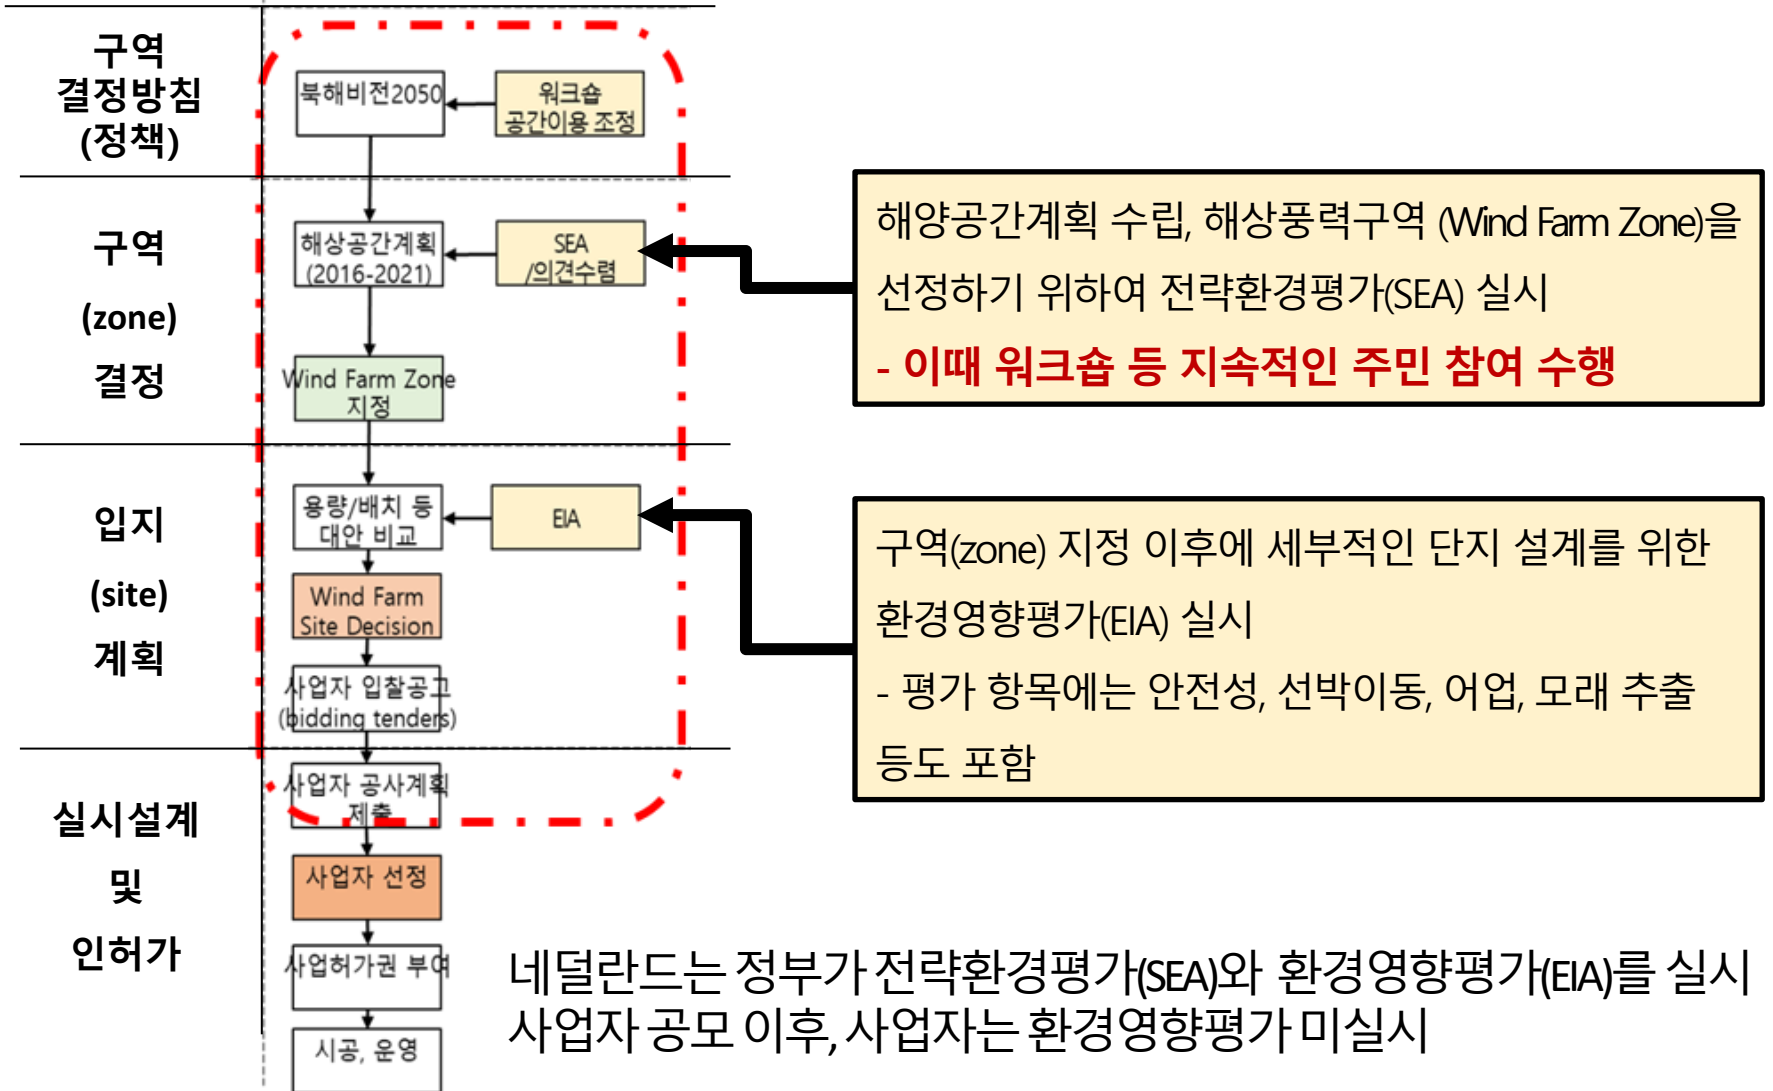 구역
결정방침
(정책)
북해비전2050
워크숍
공간이용 조정
구역
(zone)
결정
해상공간계획
(2016-2021)
SEA
/의견수렴
Wind Farm Zone
지정
해양공간계획 수립, 해상풍력구역 (Wind Farm Zone)을
선정하기 위하여 전략환경평가(SEA) 실시
- 이때 워크숍 등 지속적인 주민 참여 수행
입지
(site)
계획
용량/배치 등
대안 비교
EIA
Wind Farm
Site Decision
사업자 입찰공고
(bidding tenders)
구역(zone) 지정 이후에 세부적인 단지 설계를 위한
환경영향평가(EIA) 실시
- 평가 항목에는 안전성, 선박이동, 어업, 모래 추출
등도 포함
실시설계
및
인허가
사업자 공사계획
제출
사업자 선정
사업허가권 부여
시공, 운영
네덜란드는 정부가 전략환경평가(SEA)와 환경영향평가(EIA)를 실시
사업자 공모 이후, 사업자는 환경영향평가 미실시